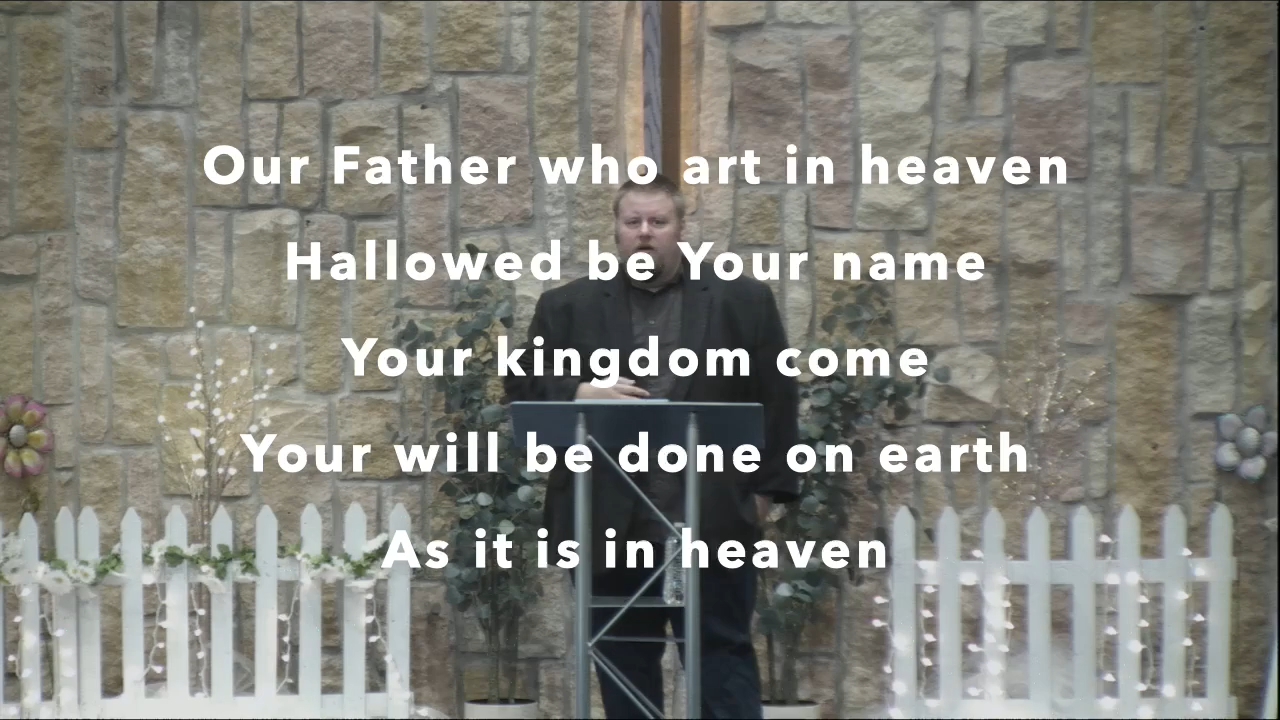 Our Father who art in heaven
Hallowed be Your name
Your kingdom come
Your will be done on earth
As it is in heaven